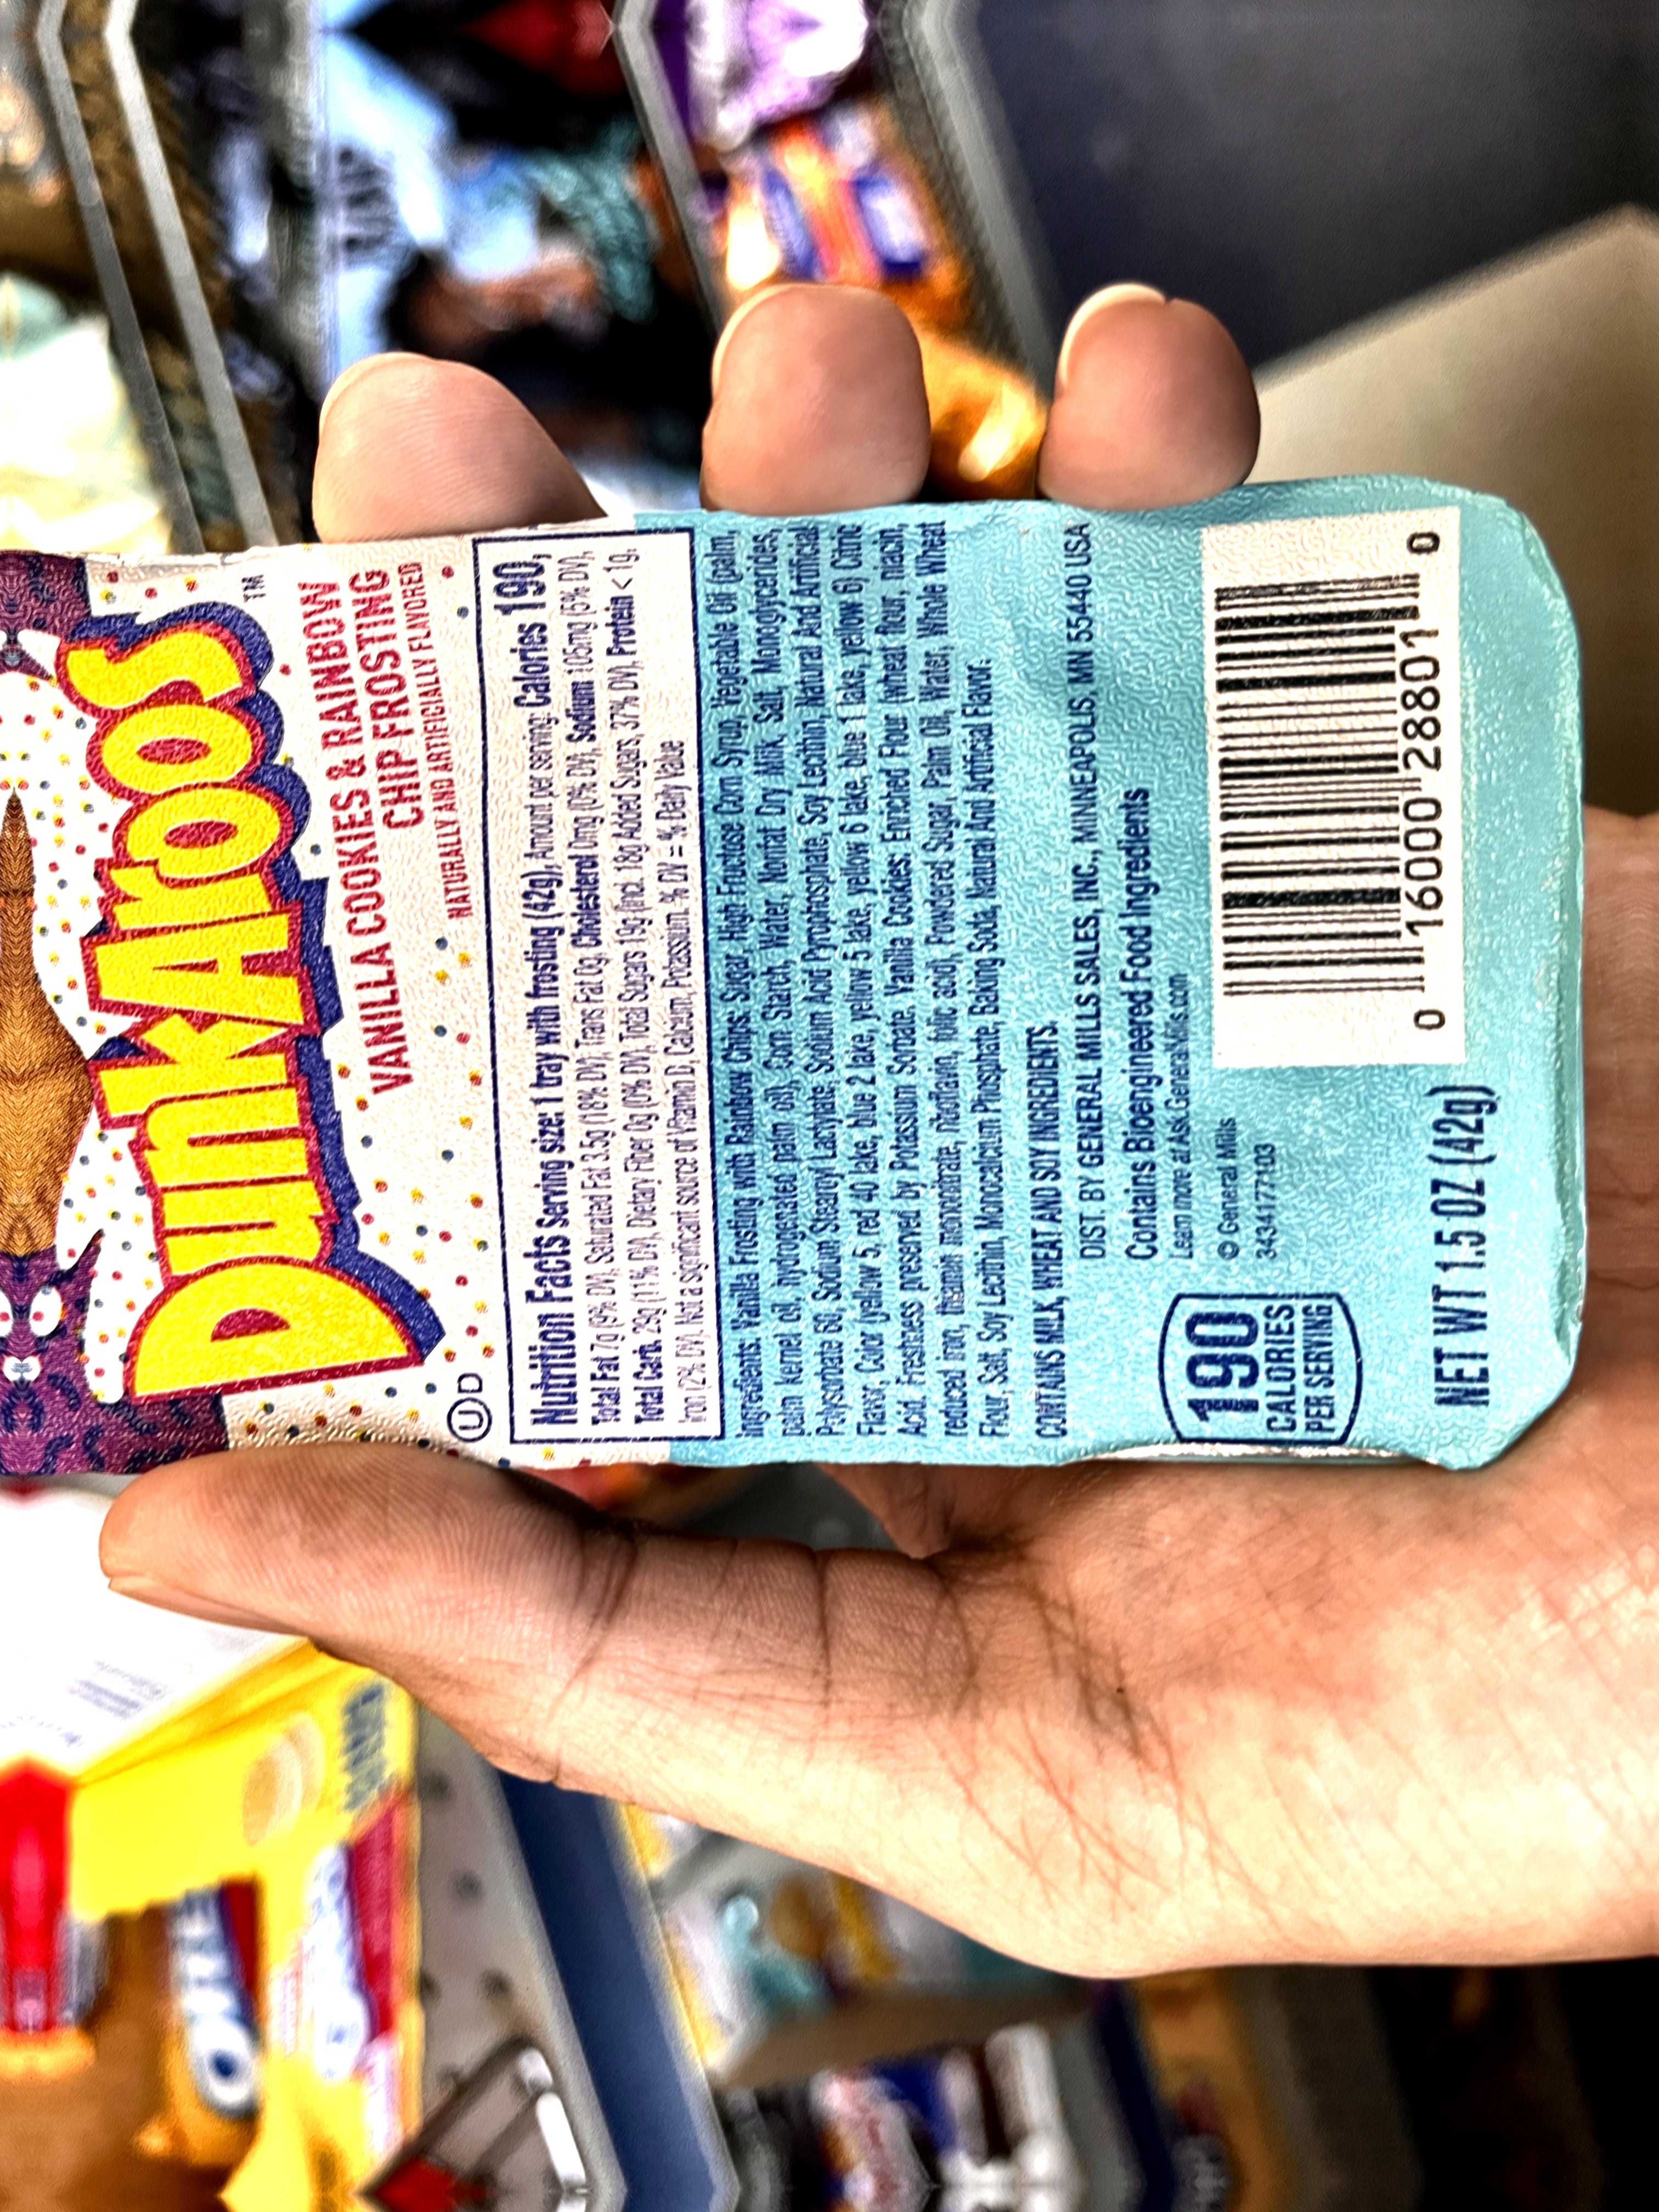 DunkAroos
TM
VANILLA COOKIES & RAINBOW
CHIP FROSTING
NATURALLY AND ARTIFICIALLY FLAVORED
U D
Nutrition Facts Serving size: 1 tray with frosting (42g), Amount per serving: Calories 190,
Total Fat 7g (9% DV), Saturated Fat 3.5g (18% DV), Trans Fat 0g, Cholesterol 0mg (0% DV), Sodium 105mg (5% DV),
Total Carb. 29g (11% DV), Dietary Fiber 0g (0% DV), Total Sugars 19g (Incl. 18g Added Sugars, 37% DV), Protein < 1g,
Iron (2% DV). Not a significant source of Vitamin D, Calcium, Potassium. % DV = % Daily Value
Ingredients: Vanilla Frosting with Rainbow Chips: Sugar, High Fructose Corn Syrup, Vegetable Oil (palm,
palm kernel oil, hydrogenated palm oil), Corn Starch, Water, Nonfat Dry Milk, Salt, Monoglycerides,
Polysorbate 60, Sodium Stearoyl Lactylate, Sodium Acid Pyrophosphate, Soy Lecithin, Natural And Artificial
Flavor, Color (yellow 5, red 40 lake, blue 2 lake, yellow 5 lake, yellow 6 lake, blue 1 lake, yellow 6) Citric
Acid. Freshness preserved by Potassium Sorbate. Vanilla Cookies: Enriched Flour (wheat flour, niacin,
reduced iron, thiamin mononitrate, riboflavin, folic acid), Powdered Sugar, Palm Oil, Water, Whole Wheat
Flour, Salt, Soy Lecithin, Monocalcium Phosphate, Baking Soda, Natural And Artificial Flavor.
CONTAINS MILK, WHEAT AND SOY INGREDIENTS.
DIST. BY GENERAL MILLS SALES, INC., MINNEAPOLIS, MN 55440 USA
Contains Bioengineered Food Ingredients
Learn more at Ask.GeneralMills.com
© General Mills
3434177103
190
CALORIES
PER SERVING
0 16000 28801 0
NET WT 1.5 OZ (42g)